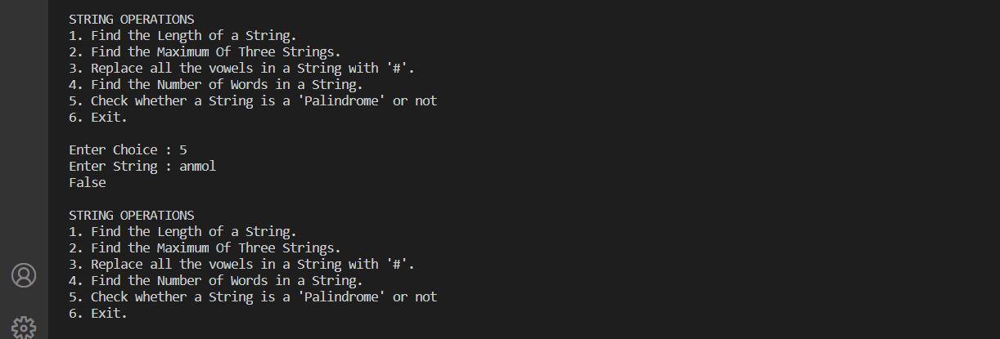 STRING OPERATIONS
1. Find the Length of a String.
2. Find the Maximum Of Three Strings.
3. Replace all the vowels in a String with '#'.
4. Find the Number of Words in a String.
5. Check whether a String is a 'Palindrome' or not
6. Exit.
Enter Choice : 5
Enter String : anmol
False
STRING OPERATIONS
1. Find the Length of a String.
2. Find the Maximum Of Three Strings.
3. Replace all the vowels in a String with '#'.
4. Find the Number of Words in a String.
5. Check whether a String is a 'Palindrome' or not
6. Exit.